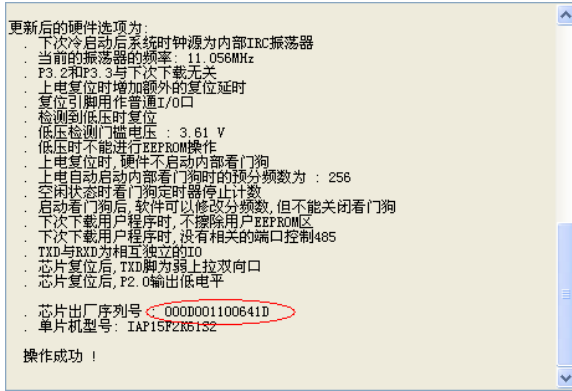 更新后的硬件选项为:
. 下次冷启动后系统时钟源为内部IRC振荡器
. 当前的振荡器的频率: 11.056MHz
. P3.2和P3.3与下次下载无关
. 上电复位时增加额外的复位延时
. 复位引脚用作普通I/O口
. 检测到低压时复位
. 低压检测门槛电压 : 3.61 V
. 低压时不能进行EEPROM操作
. 上电复位时,硬件不启动内部看门狗
. 上电自动启动内部看门狗时的预分频数为 : 256
. 空闲状态时看门狗定时器停止计数
. 启动看门狗后,软件可以修改分频数,但不能关闭看门狗
. 下次下载用户程序时,不擦除用户EEPROM区
. 下次下载用户程序时,没有相关的端口控制485
. TXD与RXD为相互独立的IO
. 芯片复位后,TXD脚为弱上拉双向口
. 芯片复位后,P2.0输出低电平
. 芯片出厂序列号 : 000D001100641D
. 单片机型号: IAP15F2K61S2
操作成功 !